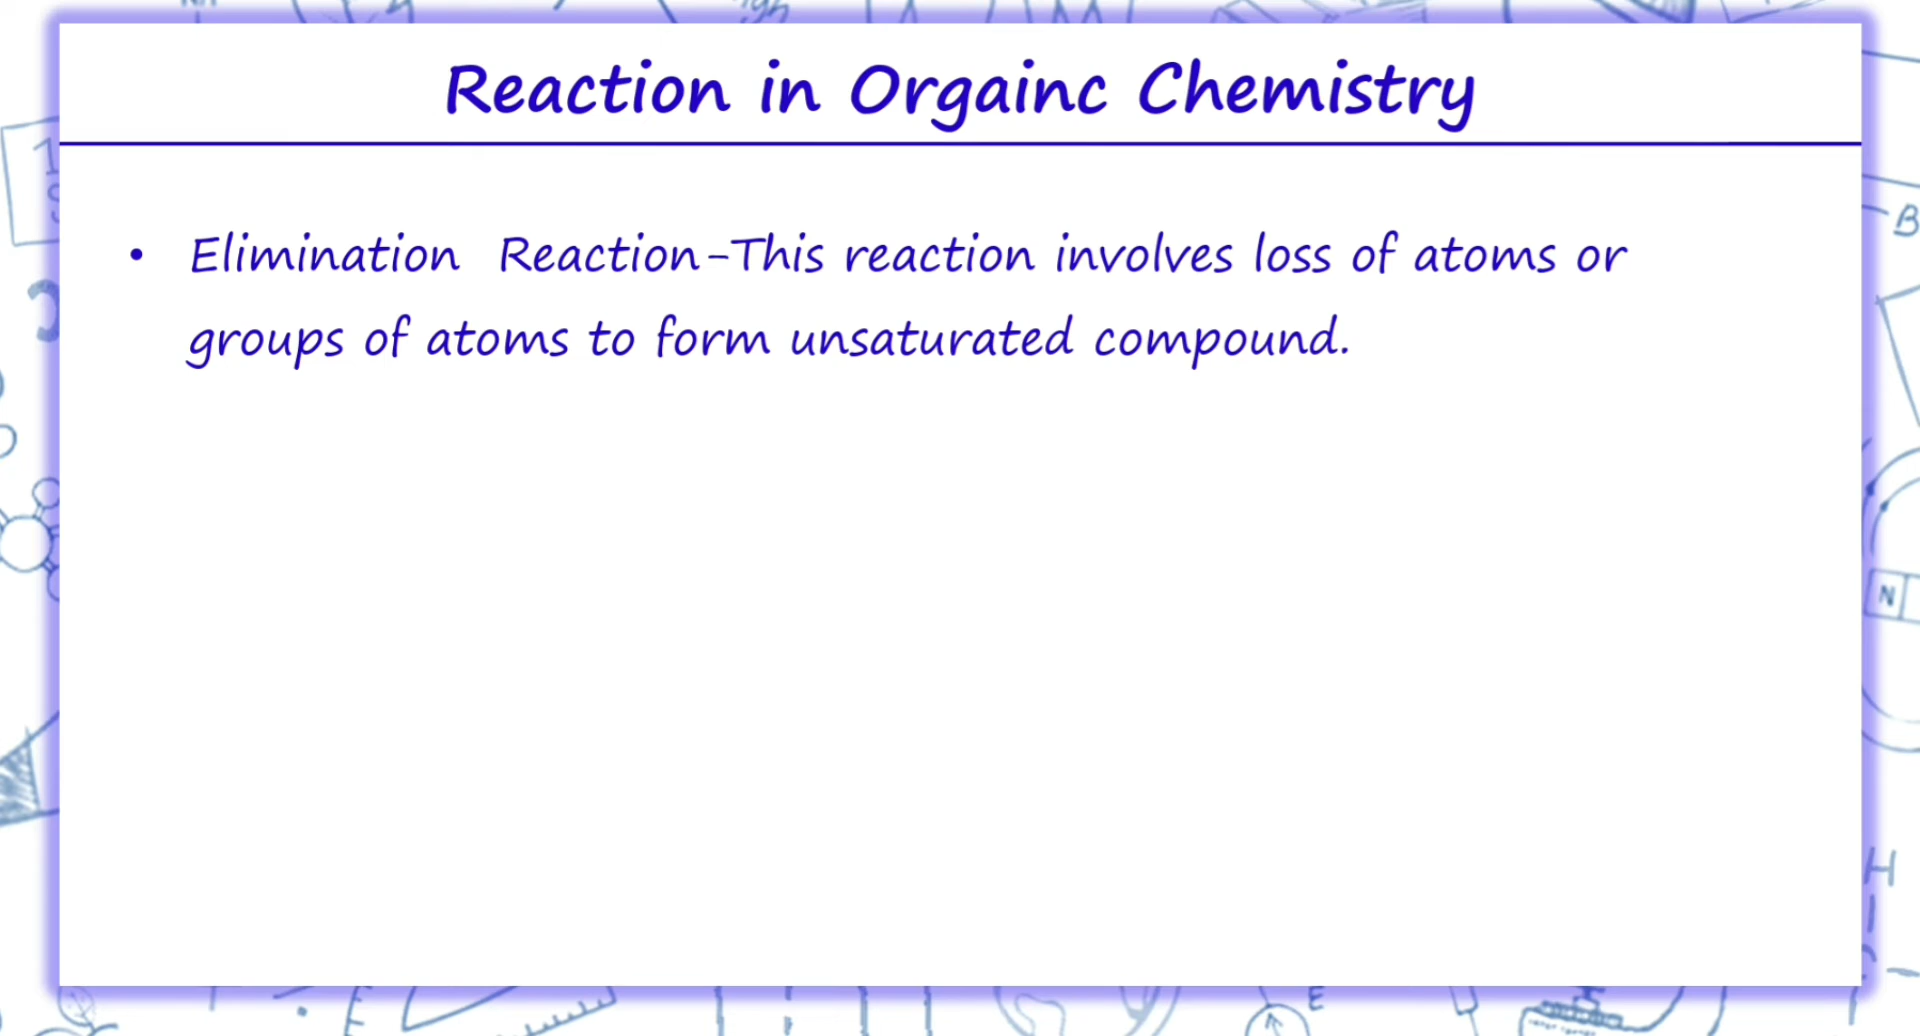 Reaction in Orgainc Chemistry
• Elimination Reaction-This reaction involves loss of atoms or
groups of atoms to form unsaturated compound.
B
N
H
E